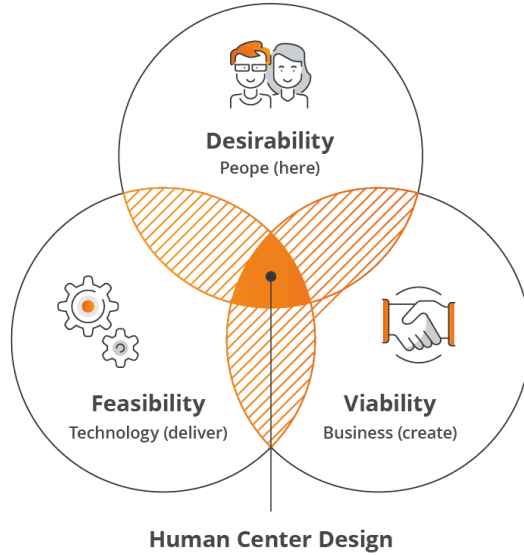 Desirability
Peope (here)
Feasibility
Technology (deliver)
Viability
Business (create)
Human Center Design